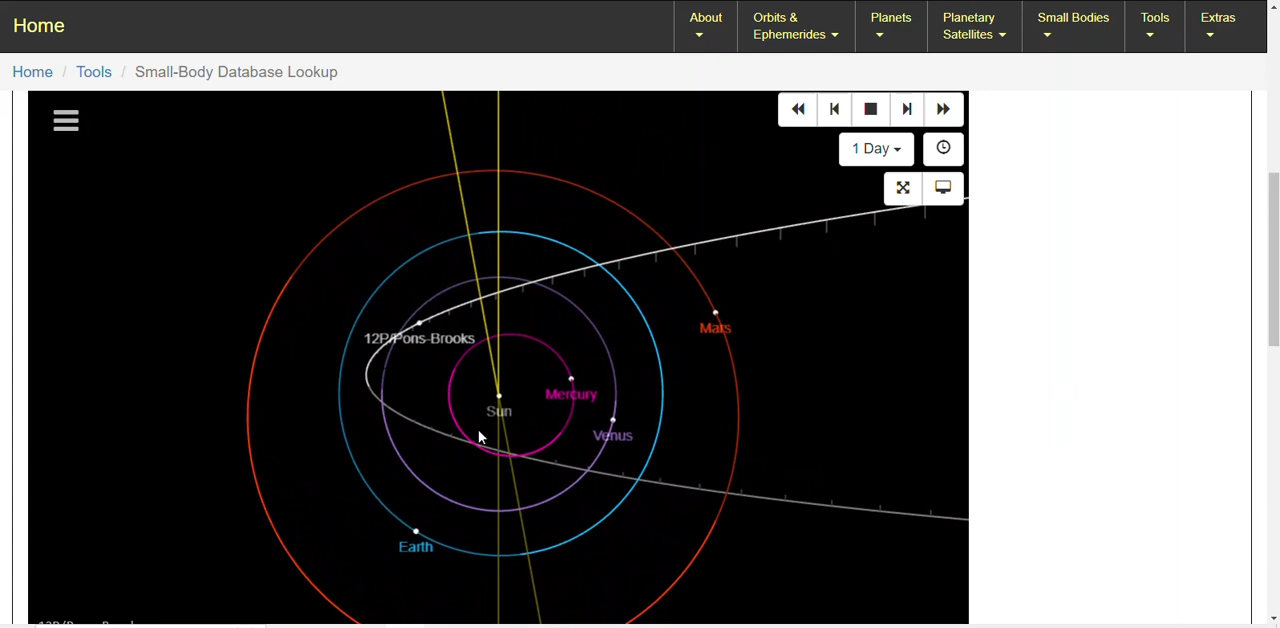 Home
About
Orbits &
Ephemerides
Planets
Planetary
Satellites
Small Bodies
Tools
Extras
Home / Tools / Small-Body Database Lookup
1 Day
12P/Pons-Brooks
Mars
Mercury
Sun
Venus
Earth